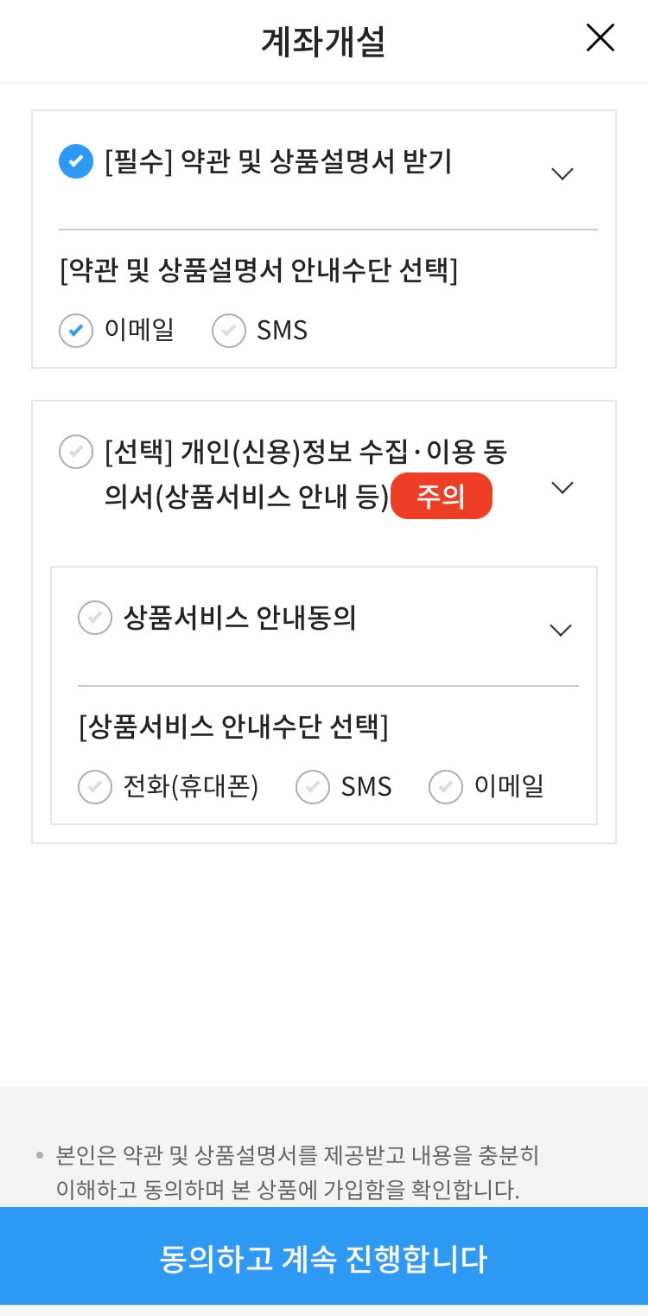 계좌개설
[필수] 약관 및 상품설명서 받기
[약관 및 상품설명서 안내수단 선택]
이메일 SMS
[선택] 개인(신용)정보 수집·이용 동
의서(상품서비스 안내 등) 주의
상품서비스 안내동의
[상품서비스 안내수단 선택]
전화(휴대폰) SMS 이메일
• 본인은 약관 및 상품설명서를 제공받고 내용을 충분히
이해하고 동의하며 본 상품에 가입함을 확인합니다.
동의하고 계속 진행합니다